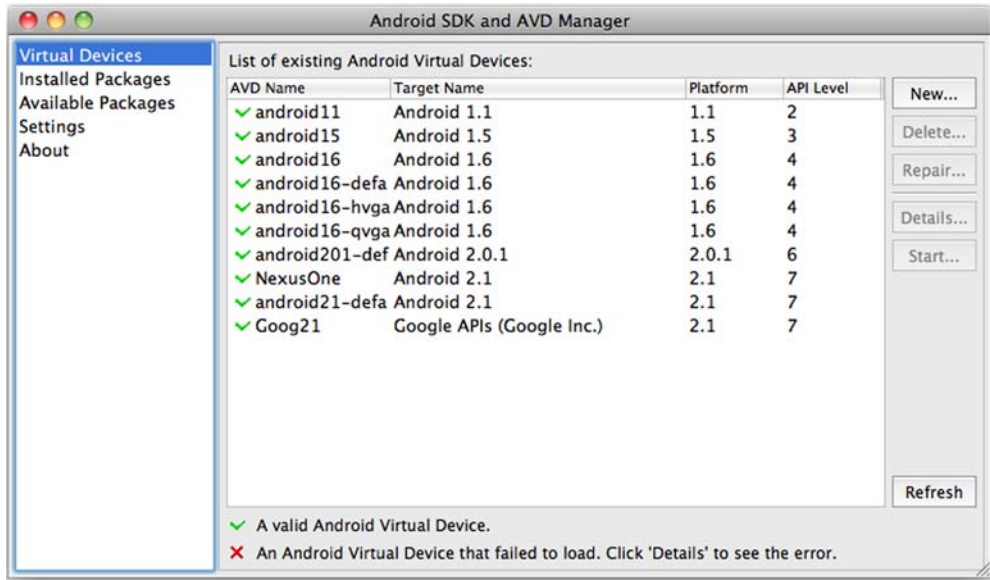 Android SDK and AVD Manager
Virtual Devices
Installed Packages
Available Packages
Settings
About
List of existing Android Virtual Devices:
AVD Name Target Name Platform API Level
android11 Android 1.1 1.1 2
android15 Android 1.5 1.5 3
android16 Android 1.6 1.6 4
android16-defa Android 1.6 1.6 4
android16-hvga Android 1.6 1.6 4
android16-qvga Android 1.6 1.6 4
android201-def Android 2.0.1 2.0.1 6
NexusOne Android 2.1 2.1 7
android21-defa Android 2.1 2.1 7
Goog21 Google APIs (Google Inc.) 2.1 7
New...
Delete...
Repair...
Details...
Start...
Refresh
A valid Android Virtual Device.
An Android Virtual Device that failed to load. Click 'Details' to see the error.